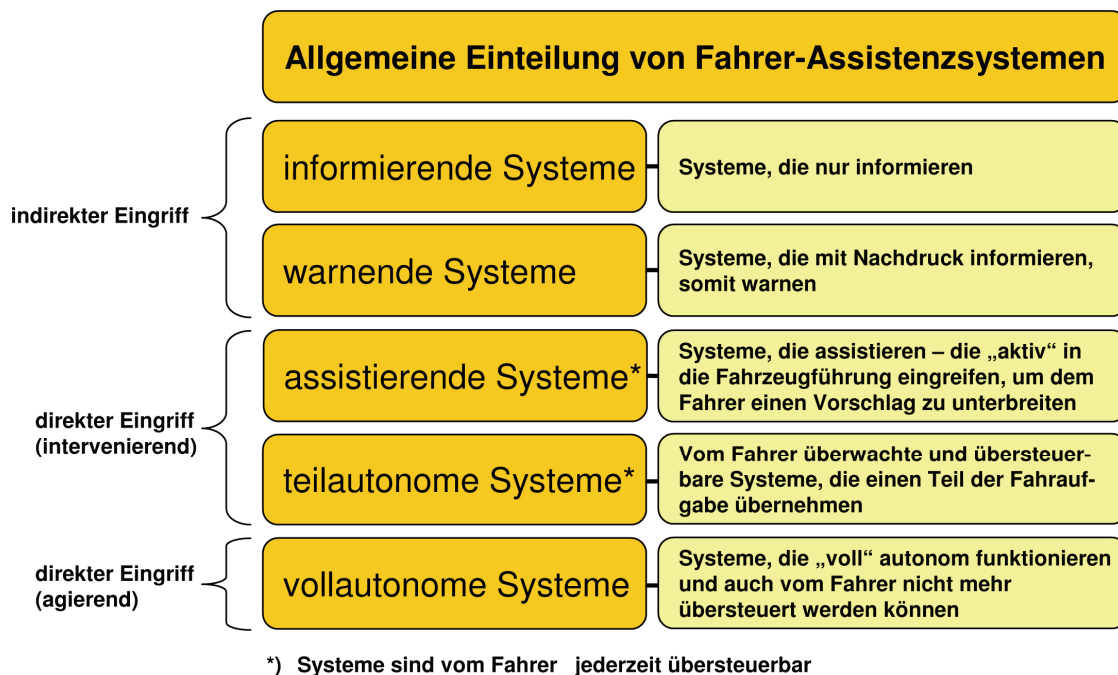 Allgemeine Einteilung von Fahrer-Assistenzsystemen
indirekter Eingriff
informierende Systeme
Systeme, die nur informieren
warnende Systeme
Systeme, die mit Nachdruck informieren,
somit warnen
direkter Eingriff
(intervenierend)
assistierende Systeme*
Systeme, die assistieren – die „aktiv“ in
die Fahrzeugführung eingreifen, um dem
Fahrer einen Vorschlag zu unterbreiten
teilautonome Systeme*
Vom Fahrer überwachte und übersteuer-
bare Systeme, die einen Teil der Fahrauf-
gabe übernehmen
direkter Eingriff
(agierend)
vollautonome Systeme
Systeme, die „voll“ autonom funktionieren
und auch vom Fahrer nicht mehr
übersteuert werden können
*) Systeme sind vom Fahrer jederzeit übersteuerbar